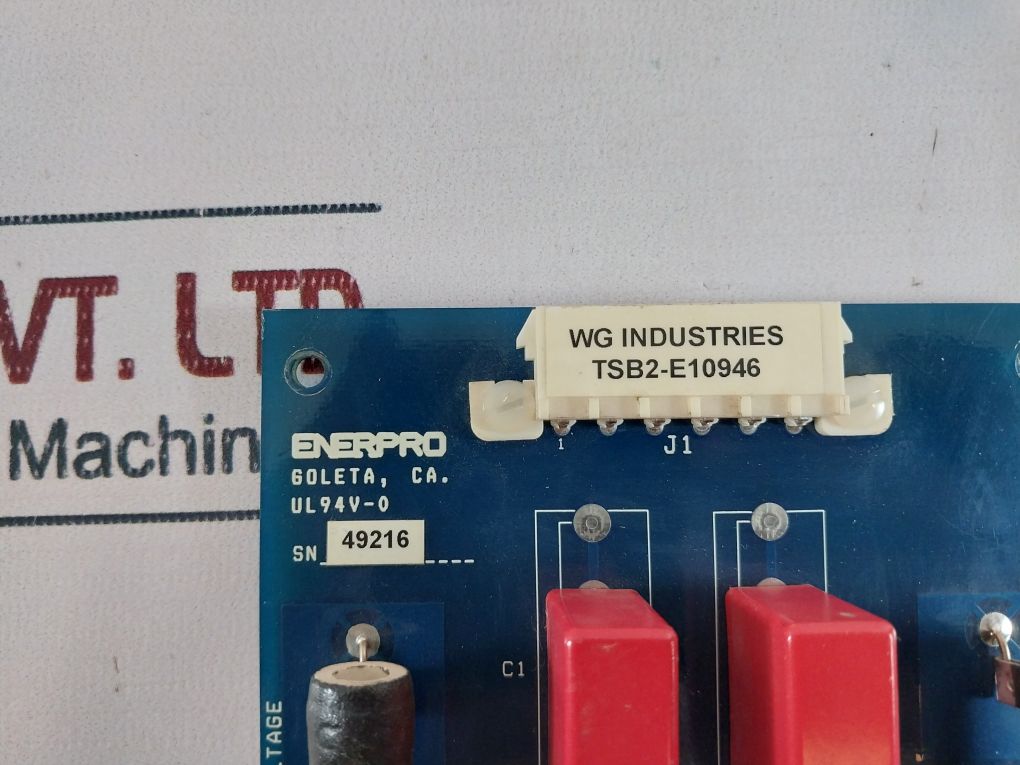 VT. LTD
Machin
WG INDUSTRIES
TSB2-E10946
1
J1
ENERPRO
GOLETA, CA.
UL94V-0
SN 49216
C1
LTAGE